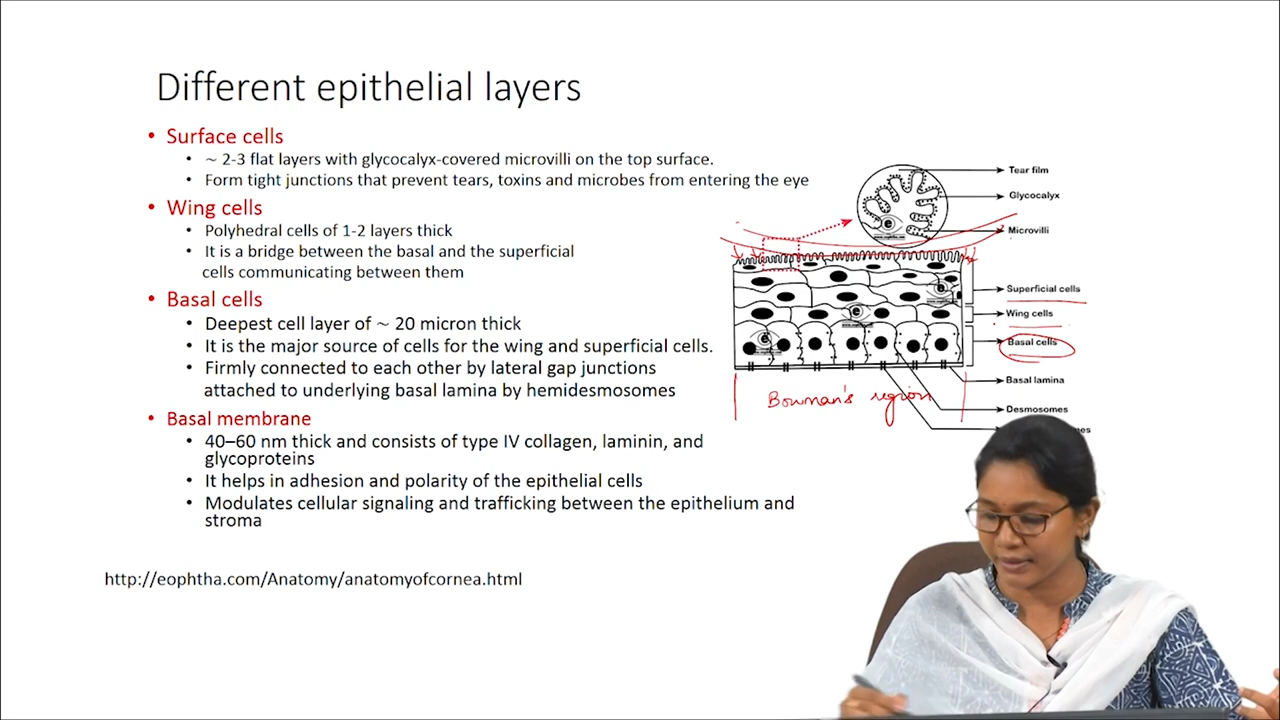 Different epithelial layers
• Surface cells
• ~ 2-3 flat layers with glycocalyx-covered microvilli on the top surface.
• Form tight junctions that prevent tears, toxins and microbes from entering the eye
• Wing cells
• Polyhedral cells of 1-2 layers thick
• It is a bridge between the basal and the superficial
cells communicating between them
• Basal cells
• Deepest cell layer of ~ 20 micron thick
• It is the major source of cells for the wing and superficial cells.
• Firmly connected to each other by lateral gap junctions
attached to underlying basal lamina by hemidesmosomes
• Basal membrane
• 40–60 nm thick and consists of type IV collagen, laminin, and
glycoproteins
• It helps in adhesion and polarity of the epithelial cells
• Modulates cellular signaling and trafficking between the epithelium and
stroma
http://eophtha.com/Anatomy/anatomyofcornea.html
Tear film
Glycocalyx
Microvilli
Superficial cells
Wing cells
Basal cells
Basal lamina
Desmosomes
Bowman's region